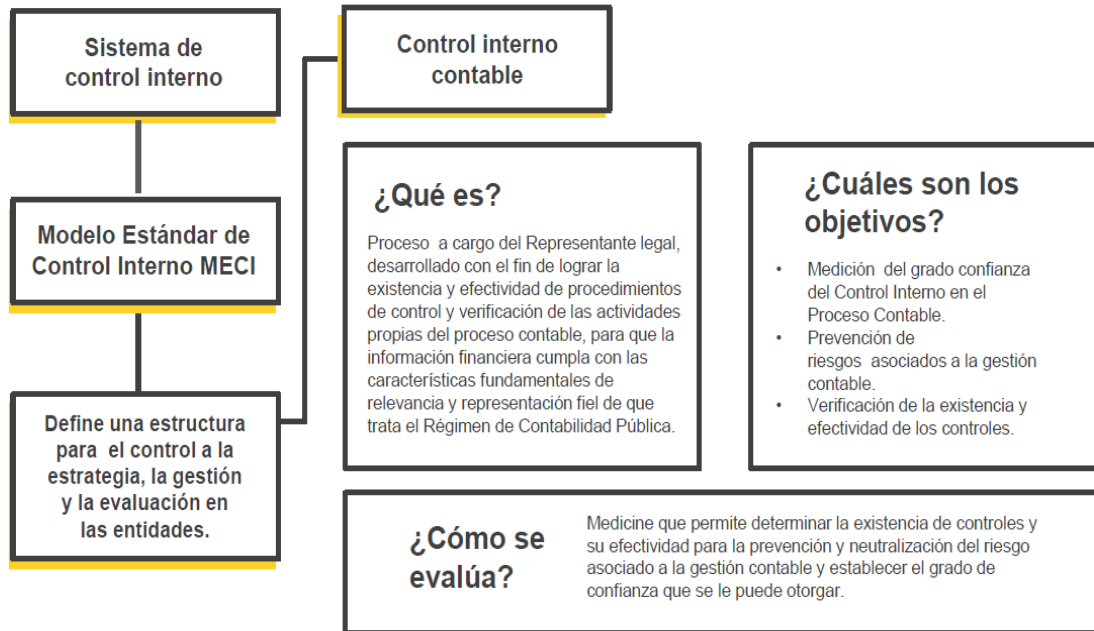 Sistema de
control interno
Modelo Estándar de
Control Interno MECI
Define una estructura
para el control a la
estrategia, la gestión
y la evaluación en
las entidades.
Control interno
contable
¿Qué es?
Proceso a cargo del Representante legal,
desarrollado con el fin de lograr la
existencia y efectividad de procedimientos
de control y verificación de las actividades
propias del proceso contable, para que la
información financiera cumpla con las
características fundamentales de
relevancia y representación fiel de que
trata el Régimen de Contabilidad Pública.
¿Cuáles son los
objetivos?
• Medición del grado confianza
del Control Interno en el
Proceso Contable.
• Prevención de
riesgos asociados a la gestión
contable.
• Verificación de la existencia y
efectividad de los controles.
¿Cómo se
evalúa?
Medicine que permite determinar la existencia de controles y
su efectividad para la prevención y neutralización del riesgo
asociado a la gestión contable y establecer el grado de
confianza que se le puede otorgar.